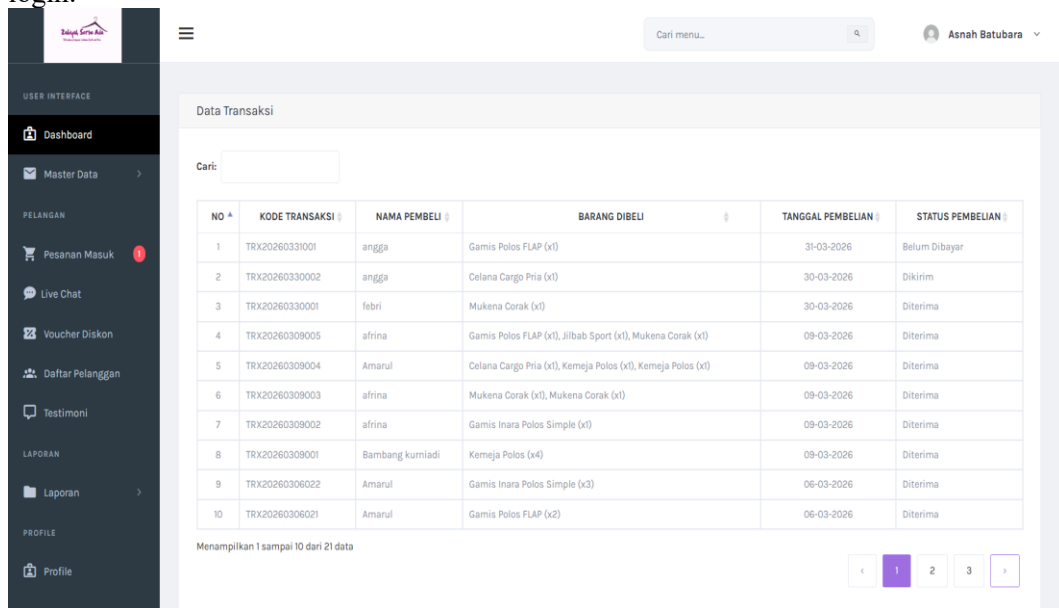 login.
Zakiyah Serba Ada
Cari menu...
Asnah Batubara
USER INTERFACE
Dashboard
Master Data
PELANGAN
Pesanan Masuk 1
Live Chat
Voucher Diskon
Daftar Pelanggan
Testimoni
LAPORAN
Laporan
PROFILE
Profile
Data Transaksi
Cari:
NO KODE TRANSAKSI NAMA PEMBELI BARANG DIBELI TANGGAL PEMBELIAN STATUS PEMBELIAN
1 TRX20260331001 angga Gamis Polos FLAP (x1) 31-03-2026 Belum Dibayar
2 TRX20260330002 angga Celana Cargo Pria (x1) 30-03-2026 Dikirim
3 TRX20260330001 febri Mukena Corak (x1) 30-03-2026 Diterima
4 TRX20260309005 afrina Gamis Polos FLAP (x1), Jilbab Sport (x1), Mukena Corak (x1) 09-03-2026 Diterima
5 TRX20260309004 Amarul Celana Cargo Pria (x1), Kemeja Polos (x1), Kemeja Polos (x1) 09-03-2026 Diterima
6 TRX20260309003 afrina Mukena Corak (x1), Mukena Corak (x1) 09-03-2026 Diterima
7 TRX20260309002 afrina Gamis Inara Polos Simple (x1) 09-03-2026 Diterima
8 TRX20260309001 Bambang kurniadi Kemeja Polos (x4) 09-03-2026 Diterima
9 TRX20260306022 Amarul Gamis Inara Polos Simple (x3) 06-03-2026 Diterima
10 TRX20260306021 Amarul Gamis Polos FLAP (x2) 06-03-2026 Diterima
Menampilkan 1 sampai 10 dari 21 data
‹ 1 2 3 ›